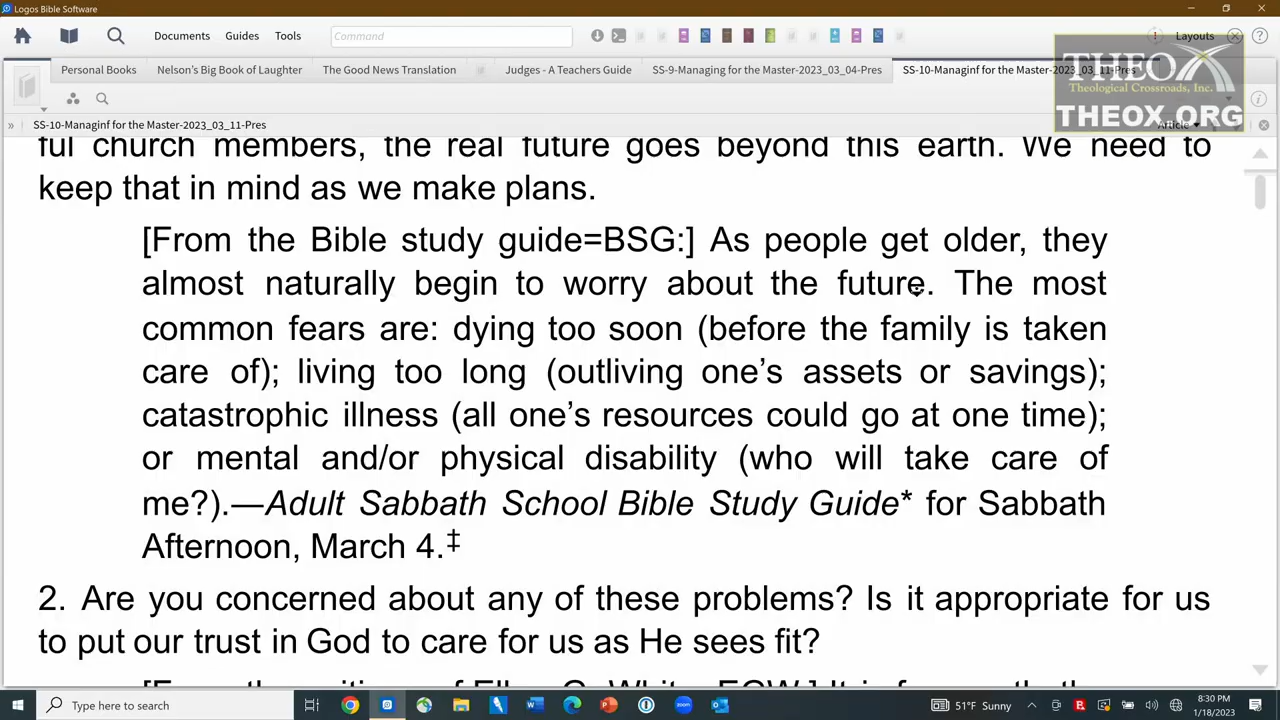 Logos Bible Software
Documents Guides Tools Command Layouts
Personal Books Nelson's Big Book of Laughter The Ga Judges - A Teachers Guide SS-9-Managing for the Master-2023_03_04-Pres SS-10-Managinf for the Master-2023_03_11-Pres
THEOX
Theological Crossroads, Inc.
THEOX.ORG
SS-10-Managinf for the Master-2023_03_11-Pres Article
ful church members, the real future goes beyond this earth. We need to
keep that in mind as we make plans.
[From the Bible study guide=BSG:] As people get older, they
almost naturally begin to worry about the future. The most
common fears are: dying too soon (before the family is taken
care of); living too long (outliving one's assets or savings);
catastrophic illness (all one's resources could go at one time);
or mental and/or physical disability (who will take care of
me?).—Adult Sabbath School Bible Study Guide* for Sabbath
Afternoon, March 4.‡
2. Are you concerned about any of these problems? Is it appropriate for us
to put our trust in God to care for us as He sees fit?
Type here to search
51°F Sunny
8:30 PM
1/18/2023